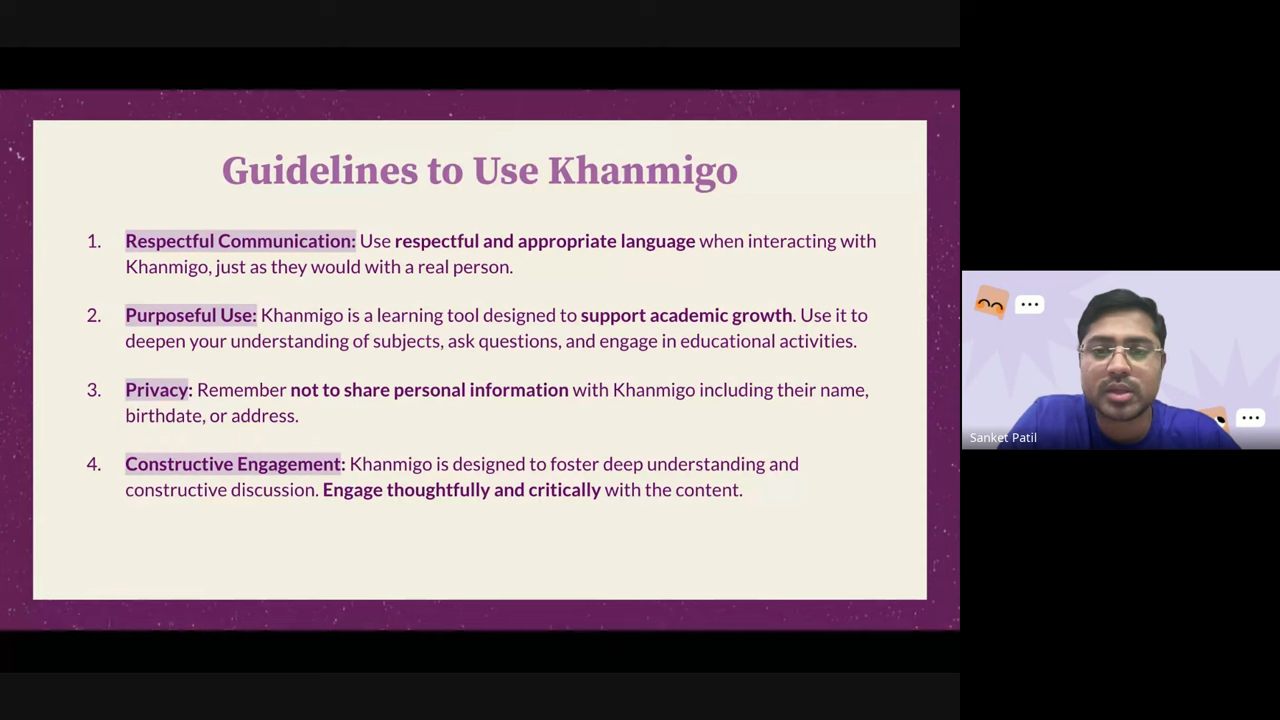 Guidelines to Use Khanmigo
1. Respectful Communication: Use respectful and appropriate language when interacting with
Khanmigo, just as they would with a real person.
2. Purposeful Use: Khanmigo is a learning tool designed to support academic growth. Use it to
deepen your understanding of subjects, ask questions, and engage in educational activities.
3. Privacy: Remember not to share personal information with Khanmigo including their name,
birthdate, or address.
4. Constructive Engagement: Khanmigo is designed to foster deep understanding and
constructive discussion. Engage thoughtfully and critically with the content.
Sanket Patil